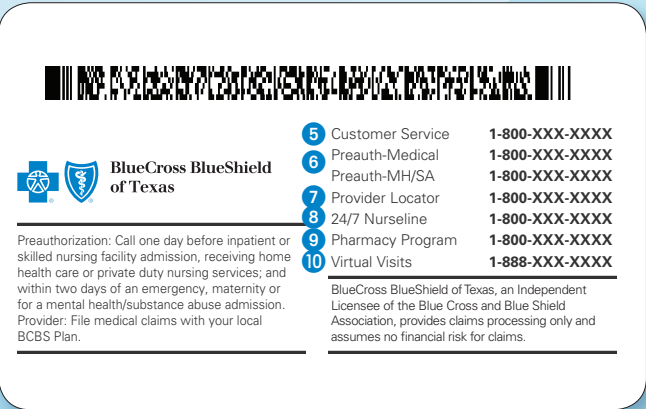 5 Customer Service 1-800-XXX-XXXX
6 Preauth-Medical 1-800-XXX-XXXX
Preauth-MH/SA 1-800-XXX-XXXX
7 Provider Locator 1-800-XXX-XXXX
8 24/7 Nurseline 1-800-XXX-XXXX
9 Pharmacy Program 1-800-XXX-XXXX
10 Virtual Visits 1-888-XXX-XXXX
BlueCross BlueShield
of Texas
Preauthorization: Call one day before inpatient or
skilled nursing facility admission, receiving home
health care or private duty nursing services; and
within two days of an emergency, maternity or
for a mental health/substance abuse admission.
Provider: File medical claims with your local
BCBS Plan.
BlueCross BlueShield of Texas, an Independent
Licensee of the Blue Cross and Blue Shield
Association, provides claims processing only and
assumes no financial risk for claims.